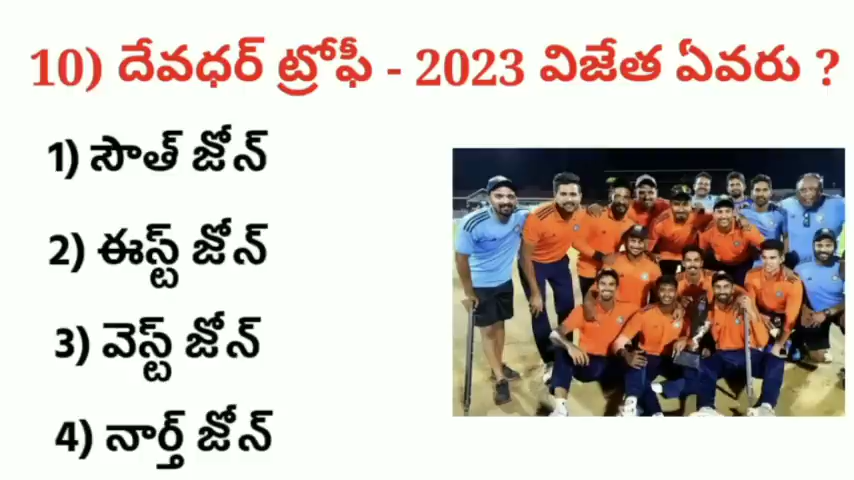 10) దేవధర్ ట్రోఫీ - 2023 విజేత ఏవరు ?
1) సౌత్ జోన్
2) ఈస్ట్ జోన్
3) వెస్ట్ జోన్
4) నార్త్ జోన్